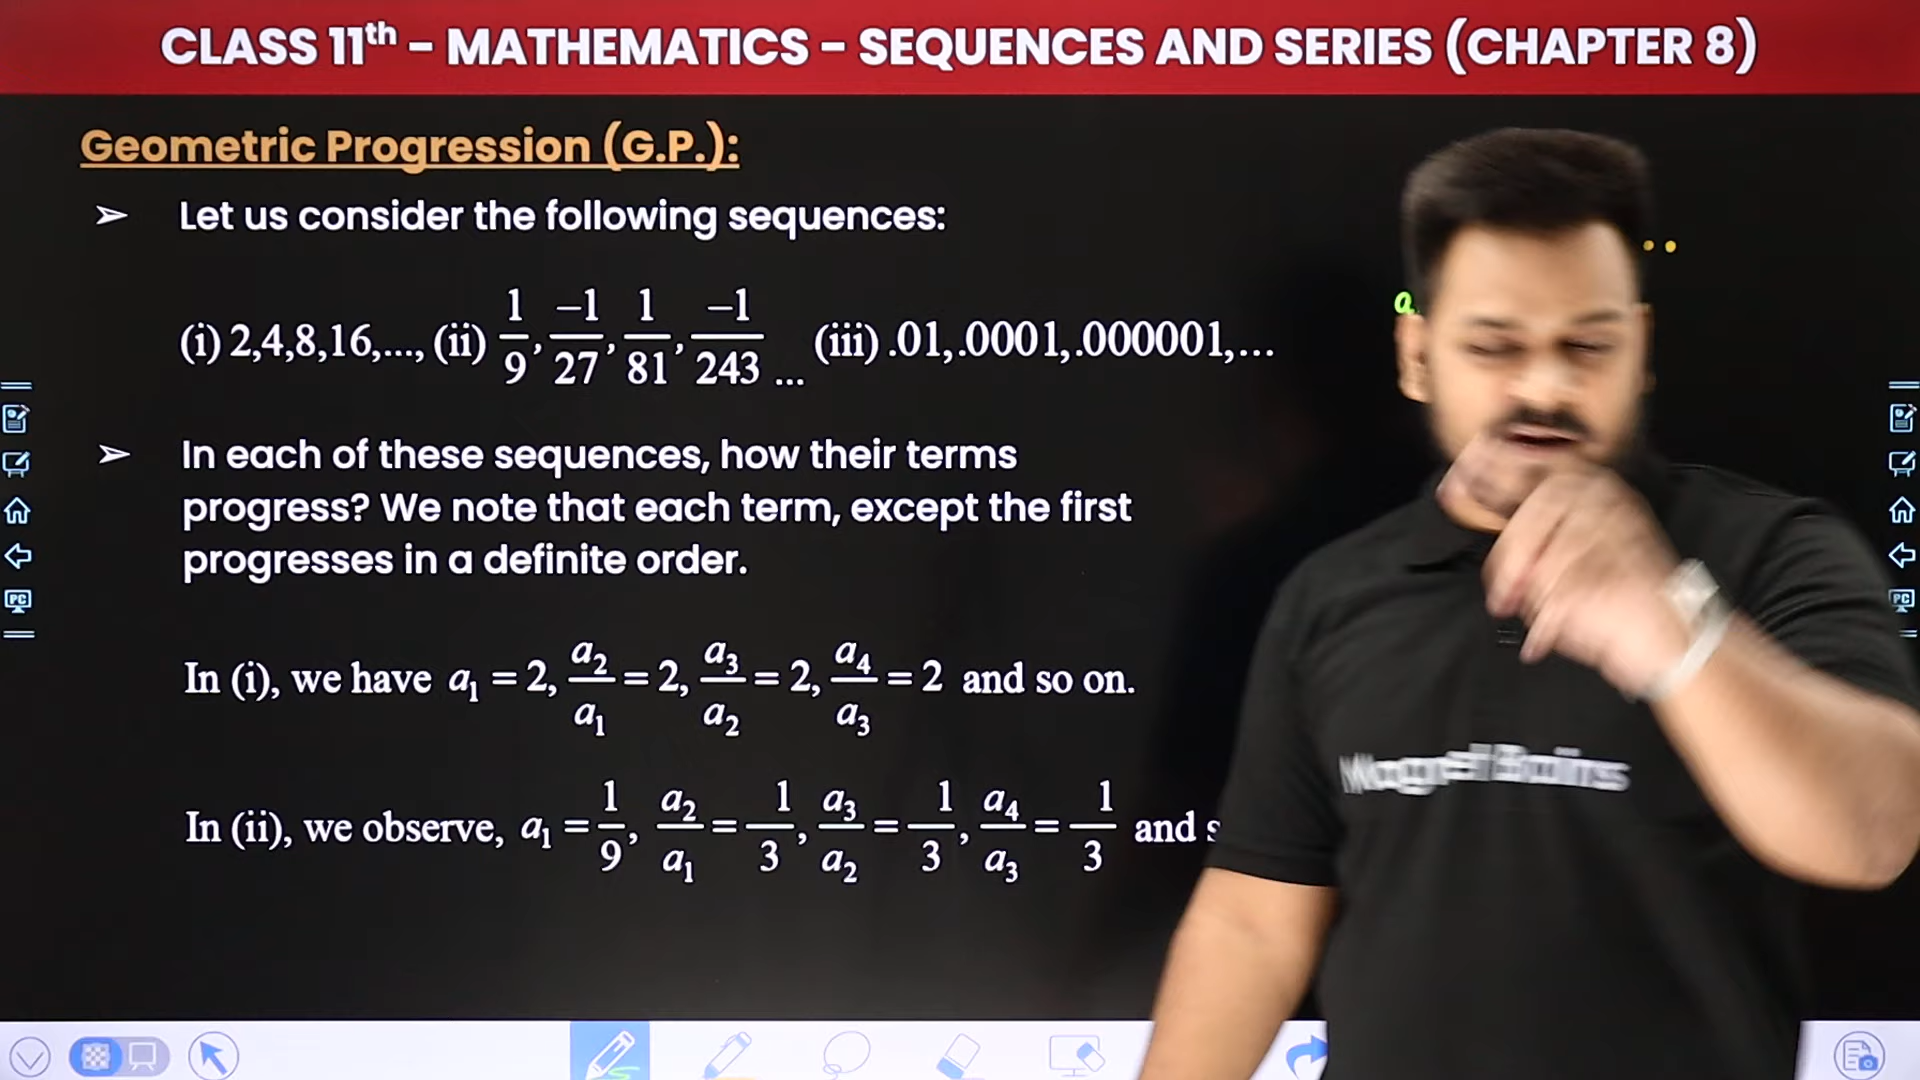 CLASS 11th – MATHEMATICS – SEQUENCES AND SERIES (CHAPTER 8)
Geometric Progression (G.P.):
➢ Let us consider the following sequences:
(i) 2,4,8,16,..., (ii) 1/9, –1/27, 1/81, –1/243 ... (iii) .01,.0001,.000001,...
➢ In each of these sequences, how their terms
progress? We note that each term, except the first
progresses in a definite order.
In (i), we have a₁ = 2, a₂/a₁ = 2, a₃/a₂ = 2, a₄/a₃ = 2 and so on.
In (ii), we observe, a₁ = 1/9, a₂/a₁ = 1/3, a₃/a₂ = 1/3, a₄/a₃ = 1/3 and s
a
Magnet Brains
PC
PC